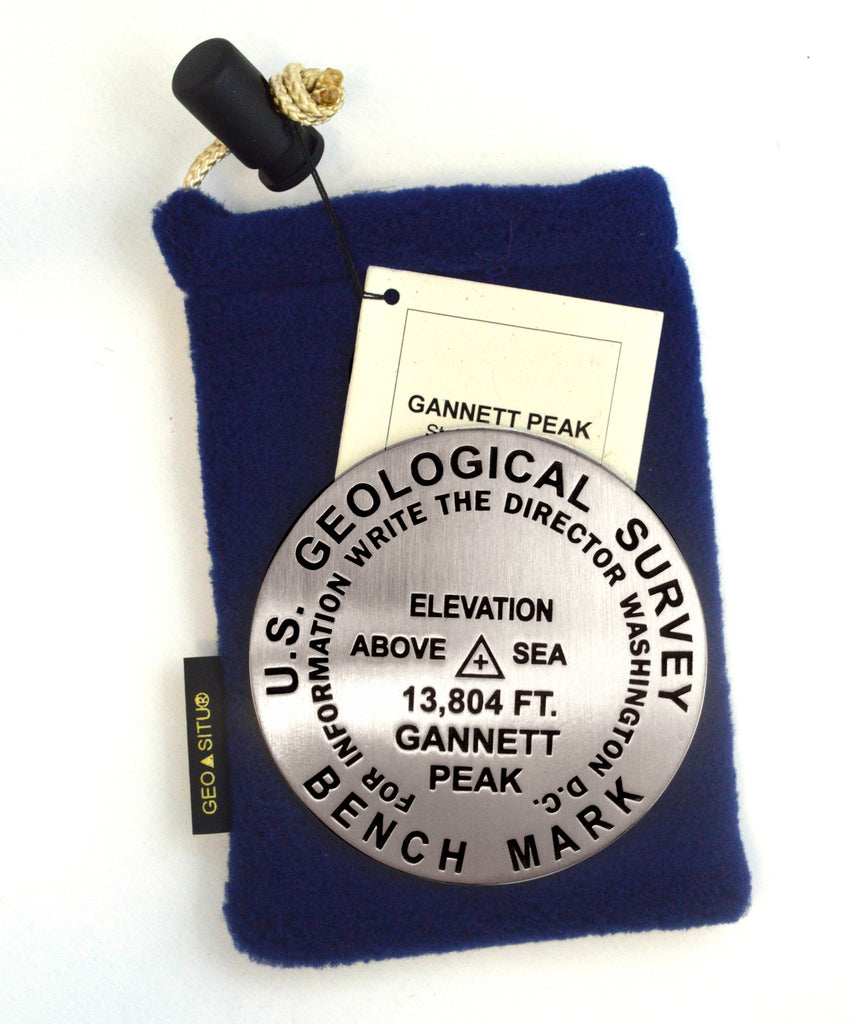 GANNETT PEAK
U.S. GEOLOGICAL SURVEY
FOR INFORMATION WRITE THE DIRECTOR WASHINGTON D.C.
ELEVATION
ABOVE SEA
13,804 FT.
GANNETT
PEAK
BENCH MARK
GEO▲SITU®